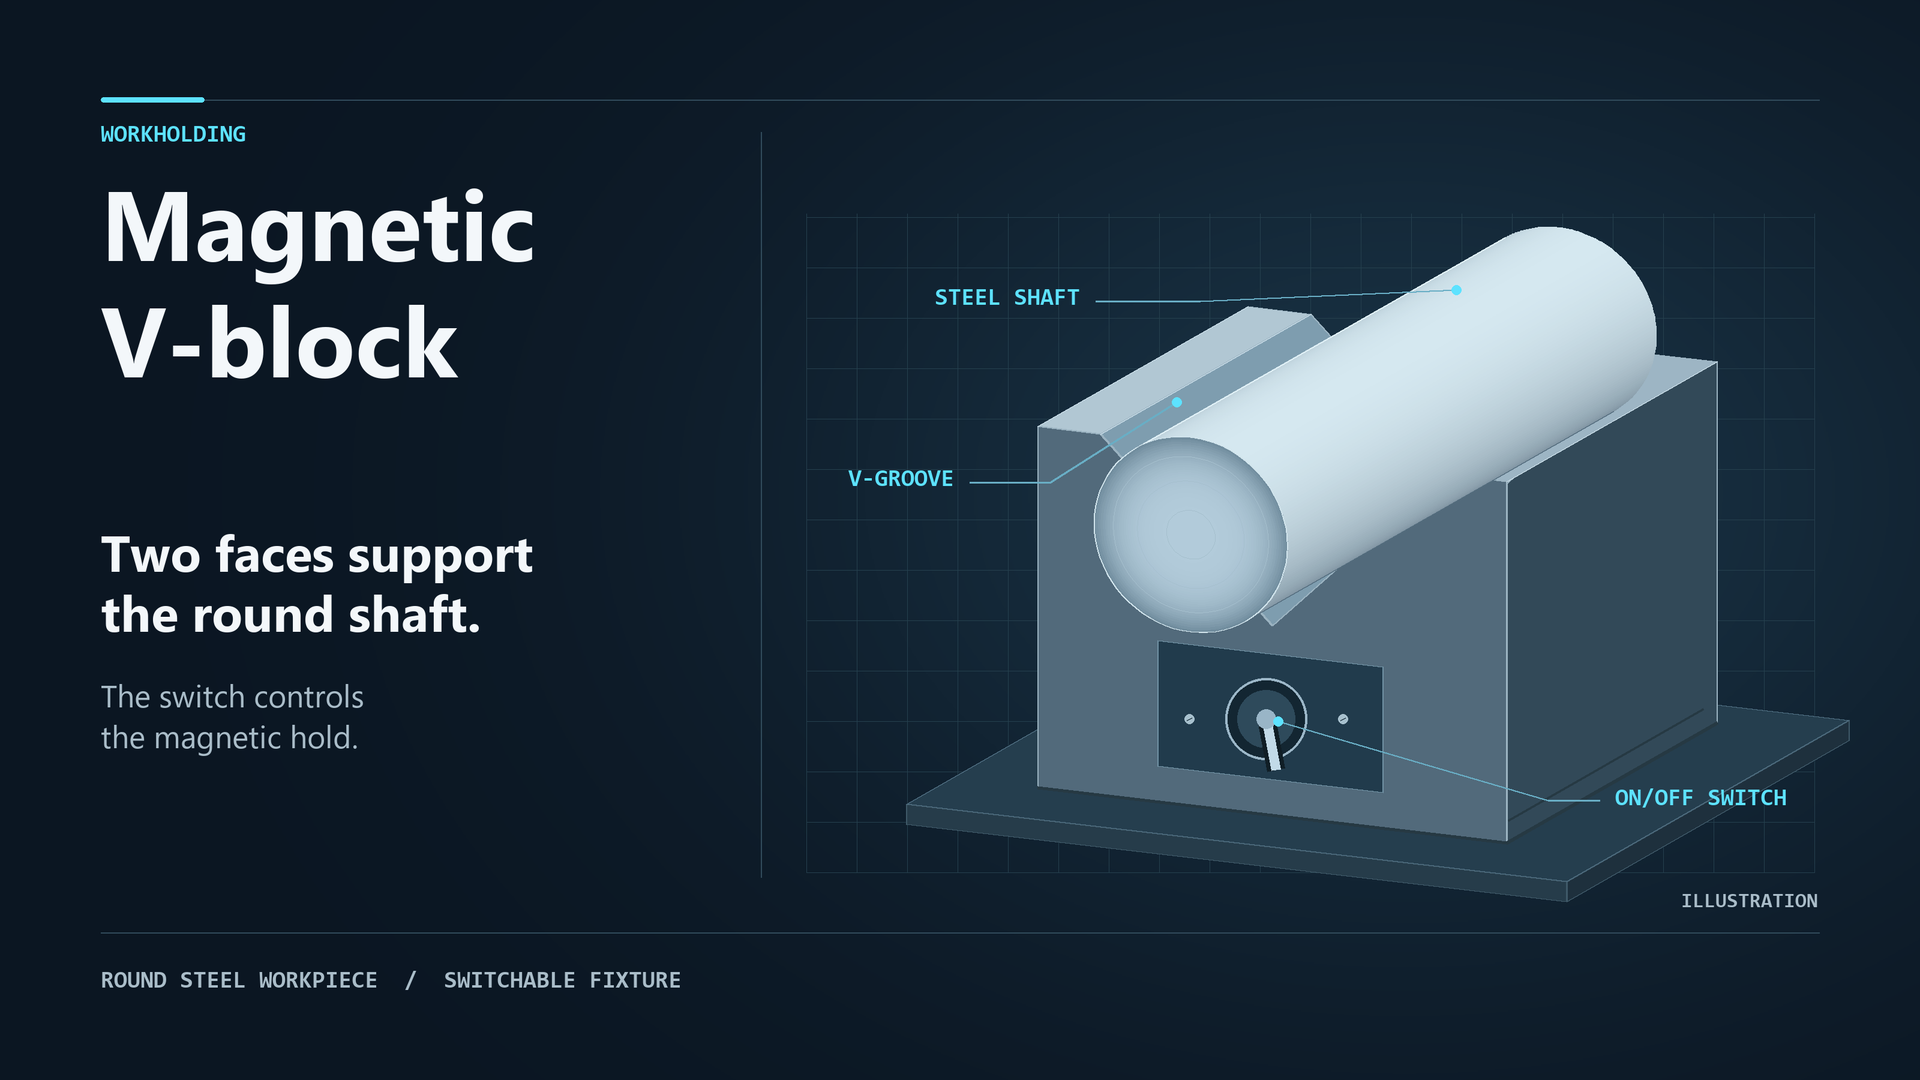 WORKHOLDING
Magnetic
V-block
Two faces support
the round shaft.
The switch controls
the magnetic hold.
STEEL SHAFT
V-GROOVE
ON/OFF SWITCH
ILLUSTRATION
ROUND STEEL WORKPIECE / SWITCHABLE FIXTURE